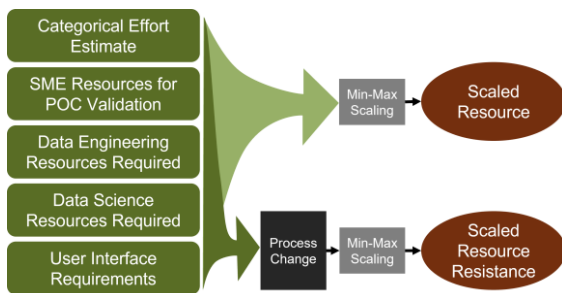 Categorical Effort
Estimate
SME Resources for
POC Validation
Data Engineering
Resources Required
Data Science
Resources Required
User Interface
Requirements
Min-Max
Scaling
Scaled
Resource
Process
Change
Min-Max
Scaling
Scaled
Resource
Resistance